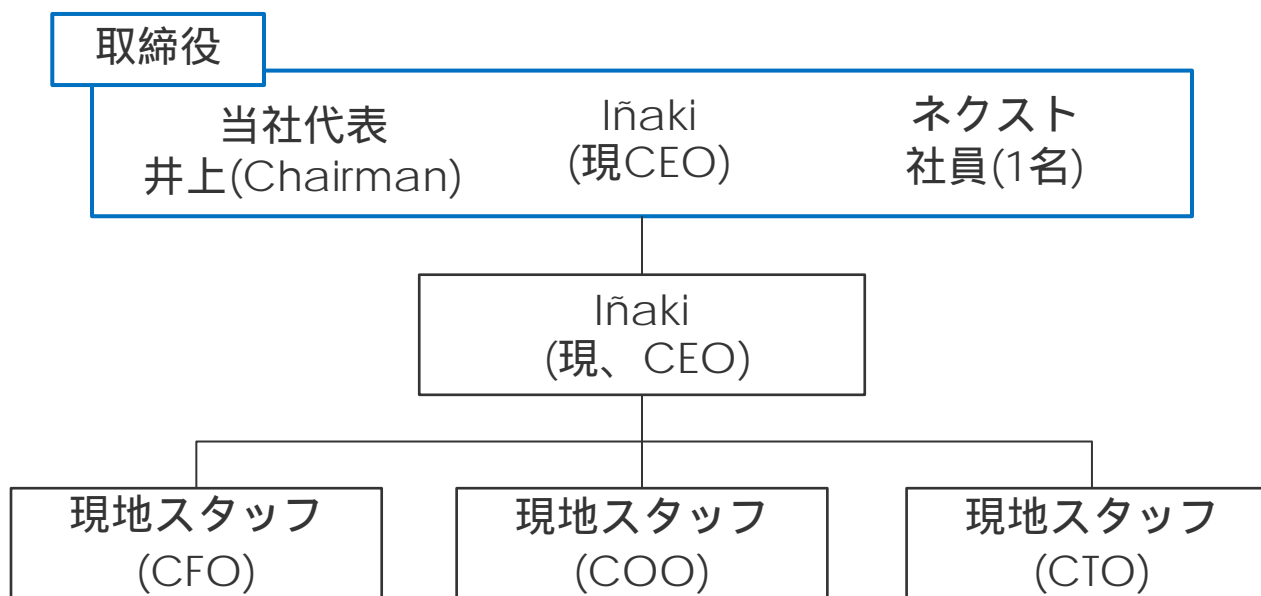 取締役
当社代表
井上(Chairman)
Iñaki
(現CEO)
ネクスト
社員(1名)
Iñaki
(現、CEO)
現地スタッフ
(CFO)
現地スタッフ
(COO)
現地スタッフ
(CTO)